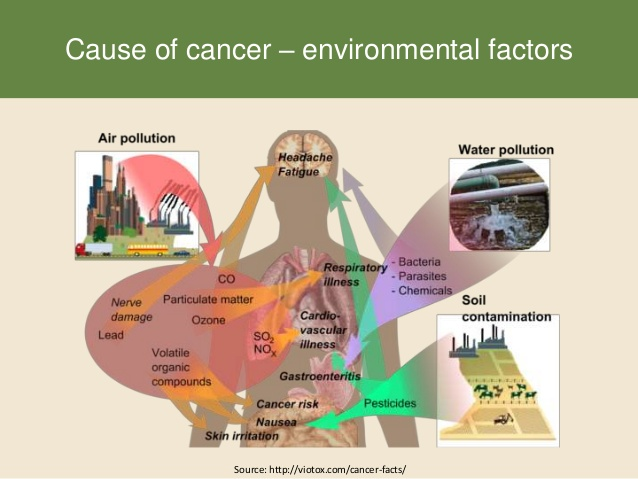 Cause of cancer – environmental factors
Air pollution
Water pollution
Headache
Fatigue
- Bacteria
- Parasites
- Chemicals
Respiratory
illness
CO
Particulate matter
Nerve
damage
Ozone
Lead
SO₂
NOₓ
Cardio-
vascular
illness
Soil
contamination
Volatile
organic
compounds
Gastroenteritis
Cancer risk
Pesticides
Nausea
Skin irritation
Source: http://viotox.com/cancer-facts/